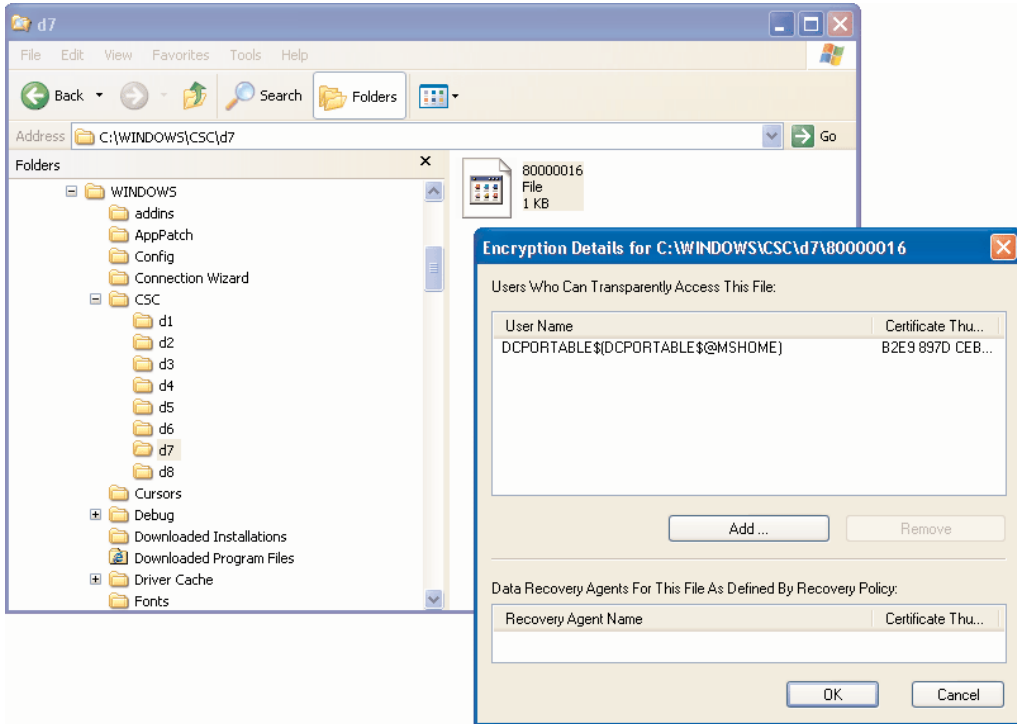 d7
File Edit View Favorites Tools Help
Back Search Folders
Address C:\WINDOWS\CSC\d7 Go
Folders x
WINDOWS
addins
AppPatch
Config
Connection Wizard
CSC
d1
d2
d3
d4
d5
d6
d7
d8
Cursors
Debug
Downloaded Installations
Downloaded Program Files
Driver Cache
Fonts
80000016
File
1 KB
Encryption Details for C:\WINDOWS\CSC\d7\80000016
Users Who Can Transparently Access This File:
User Name Certificate Thu...
DCPORTABLE$(DCPORTABLE$@MSHOME) B2E9 897D CEB...
Add ... Remove
Data Recovery Agents For This File As Defined By Recovery Policy:
Recovery Agent Name Certificate Thu...
OK Cancel